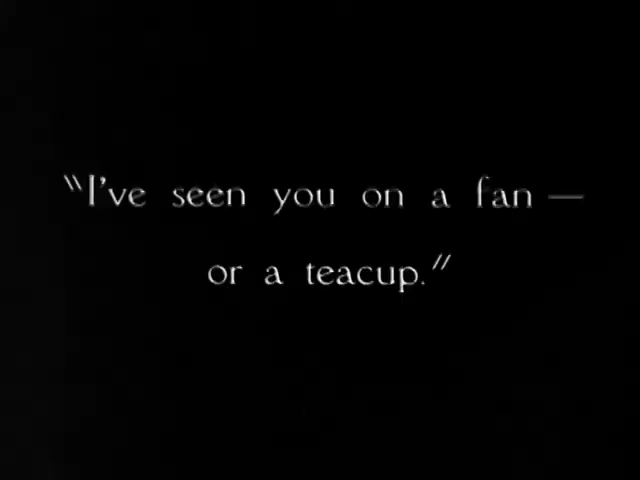 "I've seen you on a fan —
or a teacup."